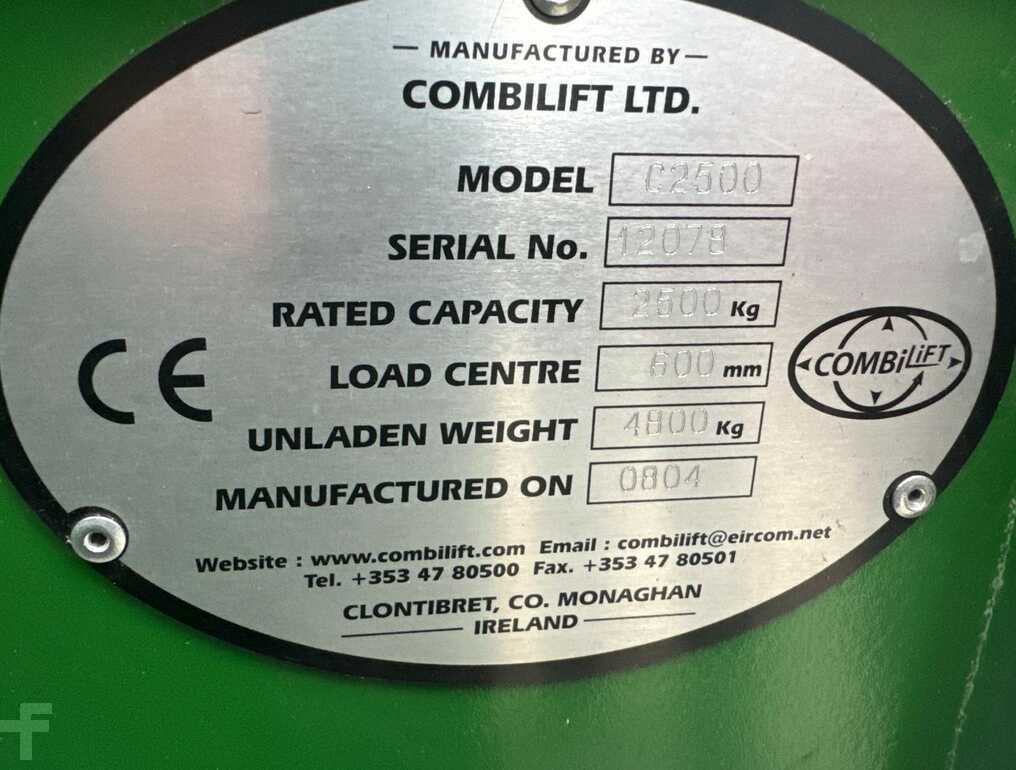 — MANUFACTURED BY —
COMBILIFT LTD.
MODEL C2500
SERIAL No. 12078
RATED CAPACITY 2500 Kg
LOAD CENTRE 600 mm
COMBiLiFT
CE
UNLADEN WEIGHT 4800 Kg
MANUFACTURED ON 0804
Website : www.combilift.com Email : combilift@eircom.net
Tel. +353 47 80500 Fax. +353 47 80501
CLONTIBRET, CO. MONAGHAN
IRELAND